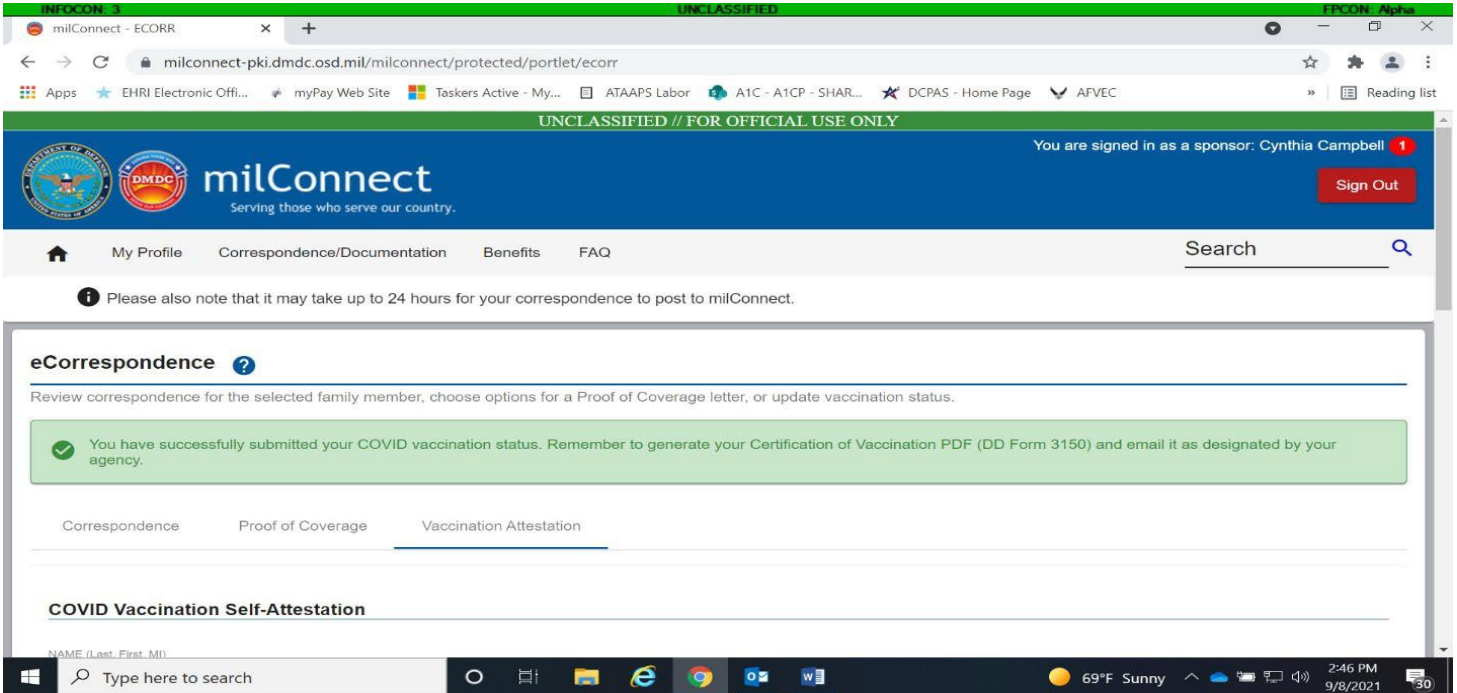 INFOCON: 3 UNCLASSIFIED FPCON: Alpha
milConnect - ECORR
milconnect-pki.dmdc.osd.mil/milconnect/protected/portlet/ecorr
Apps EHRI Electronic Offi... myPay Web Site Taskers Active - My... ATAAPS Labor A1C - A1CP - SHAR... DCPAS - Home Page AFVEC » Reading list
UNCLASSIFIED // FOR OFFICIAL USE ONLY
You are signed in as a sponsor: Cynthia Campbell 1
DMDC
milConnect
Sign Out
Serving those who serve our country.
My Profile Correspondence/Documentation Benefits FAQ Search
Please also note that it may take up to 24 hours for your correspondence to post to milConnect.
eCorrespondence ?
Review correspondence for the selected family member, choose options for a Proof of Coverage letter, or update vaccination status.
You have successfully submitted your COVID vaccination status. Remember to generate your Certification of Vaccination PDF (DD Form 3150) and email it as designated by your
agency.
Correspondence Proof of Coverage Vaccination Attestation
COVID Vaccination Self-Attestation
NAME (Last, First, MI)
Type here to search 69°F Sunny 2:46 PM
9/8/2021 30